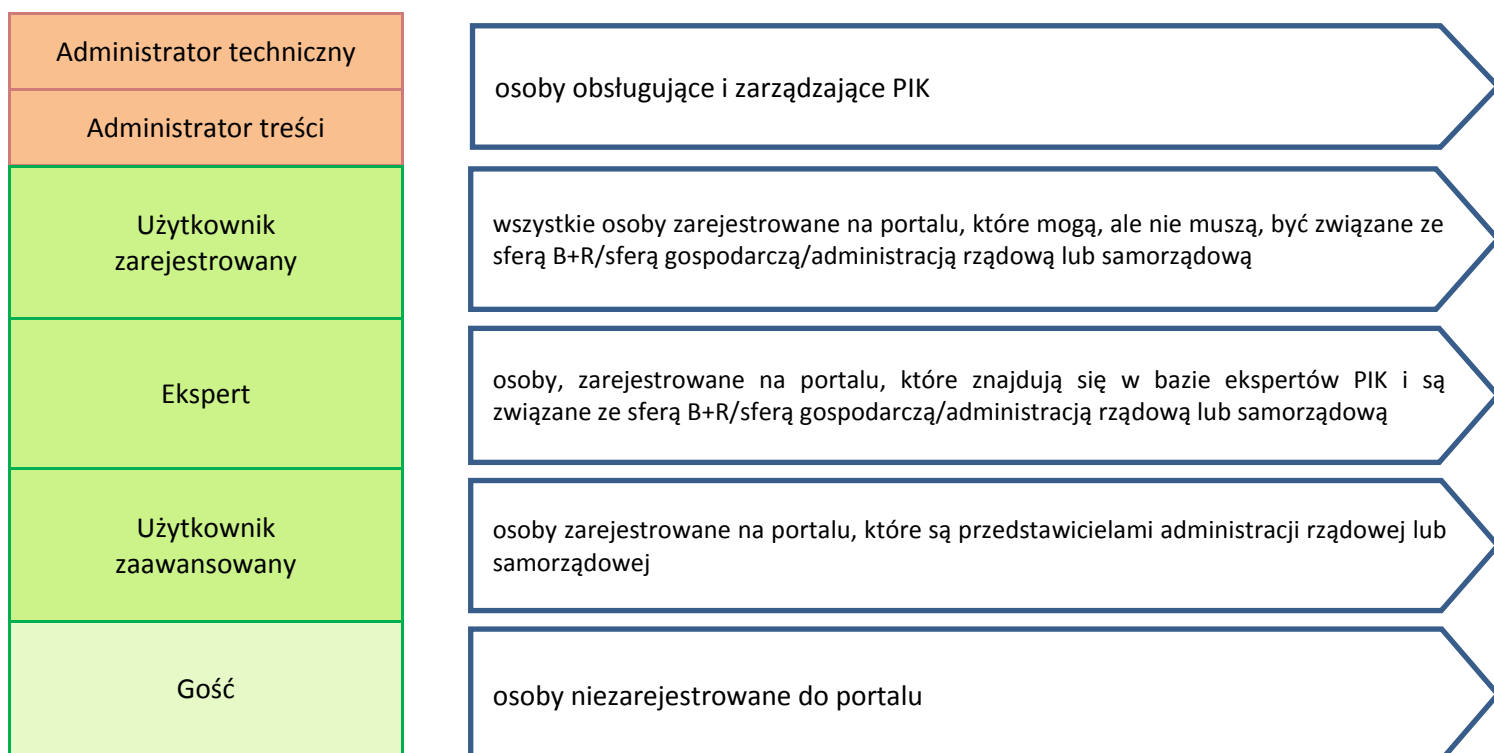 Administrator techniczny
Administrator treści
osoby obsługujące i zarządzające PIK
Użytkownik
zarejestrowany
wszystkie osoby zarejestrowane na portalu, które mogą, ale nie muszą, być związane ze
sferą B+R/sferą gospodarczą/administracją rządową lub samorządową
Ekspert
osoby, zarejestrowane na portalu, które znajdują się w bazie ekspertów PIK i są
związane ze sferą B+R/sferą gospodarczą/administracją rządową lub samorządową
Użytkownik
zaawansowany
osoby zarejestrowane na portalu, które są przedstawicielami administracji rządowej lub
samorządowej
Gość
osoby niezarejestrowane do portalu